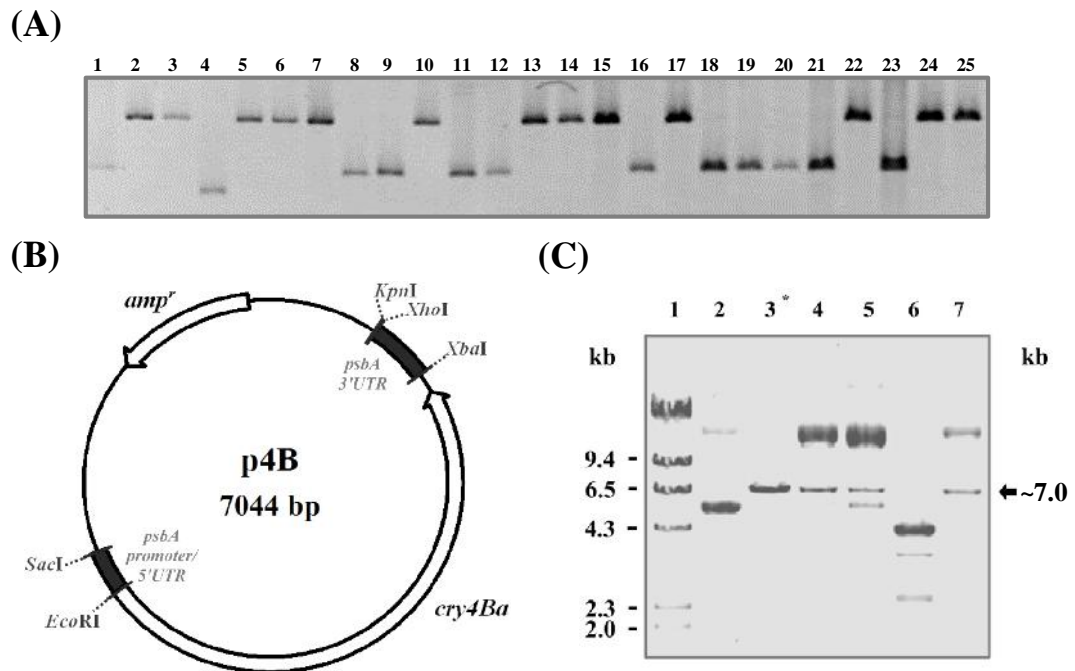 (A)
1 2 3 4 5 6 7 8 9 10 11 12 13 14 15 16 17 18 19 20 21 22 23 24 25
(B)
ampʳ
KpnI
XhoI
XbaI
psbA
3'UTR
p4B
7044 bp
SacI
psbA
promoter/
5'UTR
EcoRI
cry4Ba
(C)
1 2 3* 4 5 6 7
kb kb
9.4 -
6.5 -
~7.0
4.3 -
2.3 -
2.0 -